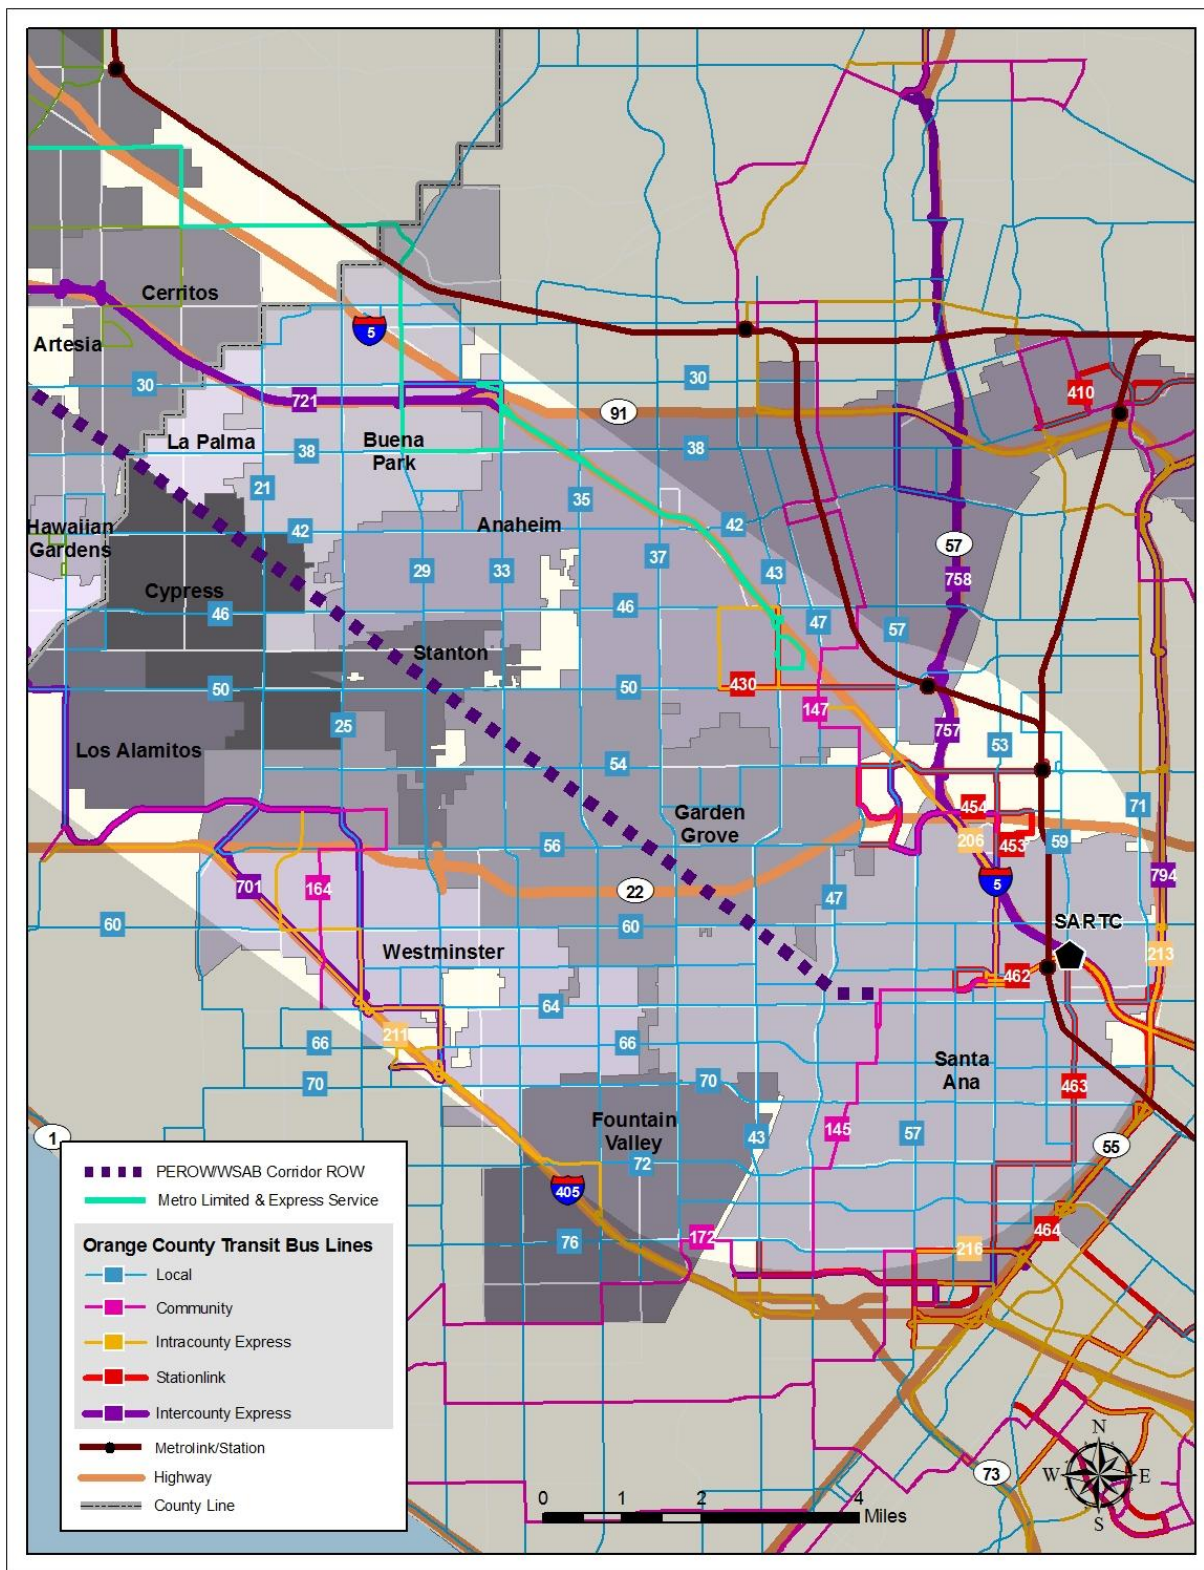 Cerritos
5
Artesia
30
30
721
410
91
La Palma
Buena
Park
38
38
21
35
Hawaiian
Gardens
42
Anaheim
42
37
57
29
33
43
758
Cypress
46
46
47
57
Stanton
50
430
50
147
25
757
53
Los Alamitos
54
71
Garden
Grove
454
56
206
453
59
701
164
22
5
47
794
60
60
SARTC
Westminster
213
462
64
211
66
66
Santa
Ana
70
70
463
Fountain
Valley
145
43
57
1
55
72
405
76
172
216
464
PEROW/WSAB Corridor ROW
Metro Limited & Express Service
Orange County Transit Bus Lines
Local
Community
Intracounty Express
Stationlink
Intercounty Express
Metrolink/Station
Highway
County Line
73
N
W E
S
0 1 2 4
Miles